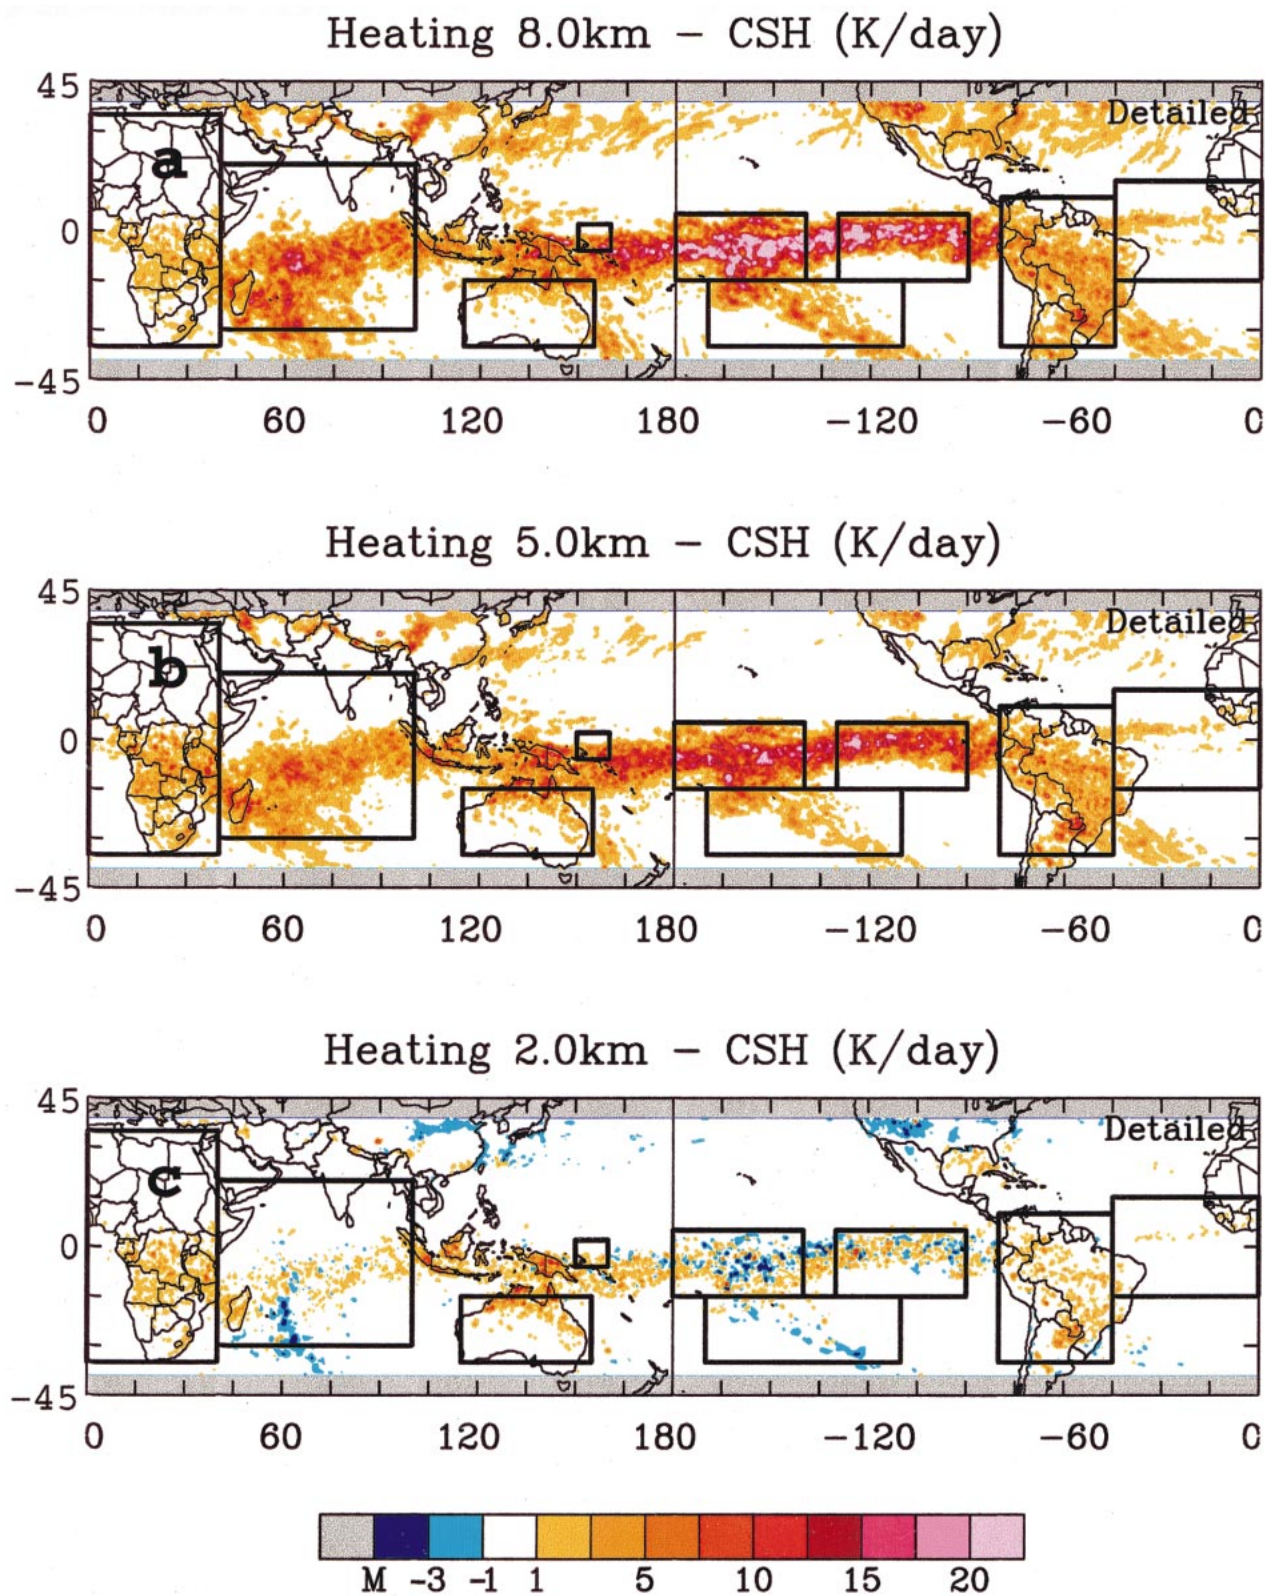 Heating 8.0km − CSH (K/day)
45
Detailed
a
0
−45
0 60 120 180 −120 −60 0
Heating 5.0km − CSH (K/day)
45
Detailed
b
0
−45
0 60 120 180 −120 −60 0
Heating 2.0km − CSH (K/day)
45
Detailed
c
0
−45
0 60 120 180 −120 −60 0
M −3 −1 1 5 10 15 20